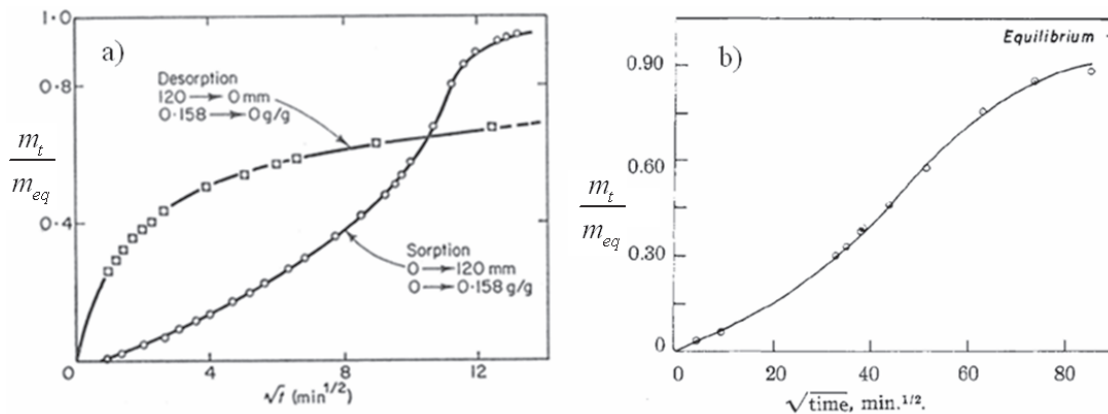 a)
1·0
0·8
0·4
0
m_t
m_eq
Desorption
120 → 0 mm
0·158 → 0 g/g
Sorption
0 → 120 mm
0 → 0·158 g/g
0
4
8
12
√t (min^1/2)
b)
Equilibrium
0.90
0.60
0.30
0
m_t
m_eq
0
20
40
60
80
√time, min.^1/2.